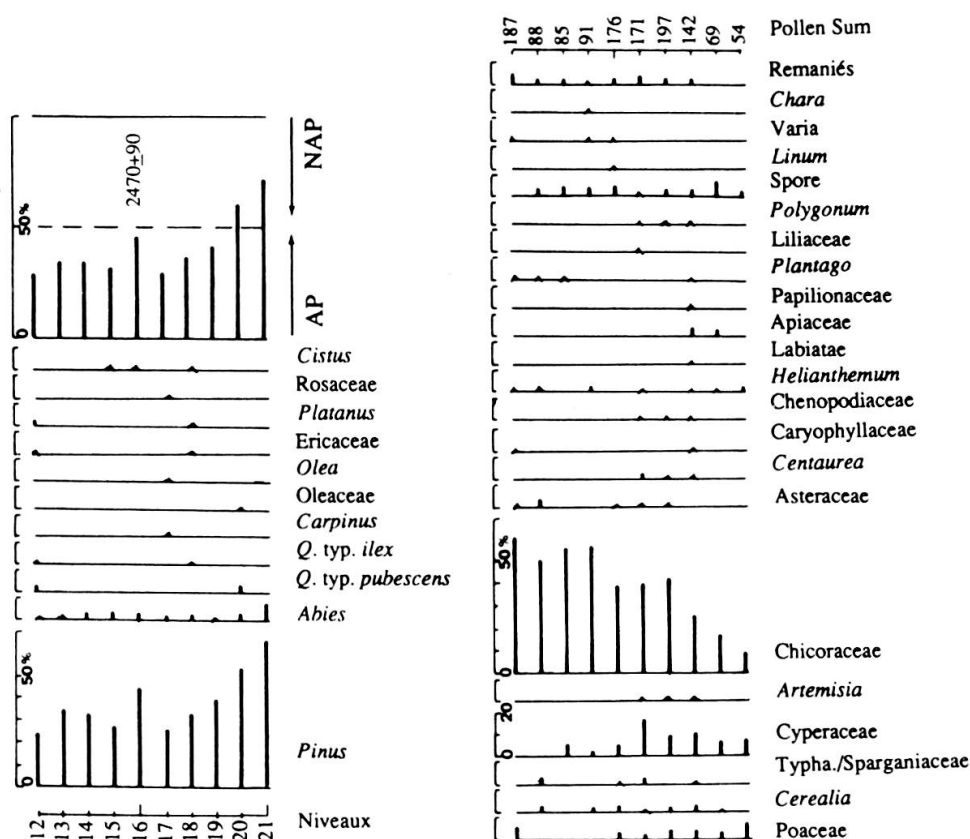 NAP
AP
50%
0
2470±90
Cistus
Rosaceae
Platanus
Ericaceae
Olea
Oleaceae
Carpinus
Q. typ. ilex
Q. typ. pubescens
Abies
50%
0
Pinus
12 13 14 15 16 17 18 19 20 21
Niveaux
187 88 85 91 176 171 197 142 69 54
Pollen Sum
Remaniés
Chara
Varia
Linum
Spore
Polygonum
Liliaceae
Plantago
Papilionaceae
Apiaceae
Labiatae
Helianthemum
Chenopodiaceae
Caryophyllaceae
Centaurea
Asteraceae
50%
0
Chicoraceae
Artemisia
20
0
Cyperaceae
Typha./Sparganiaceae
Cerealia
Poaceae